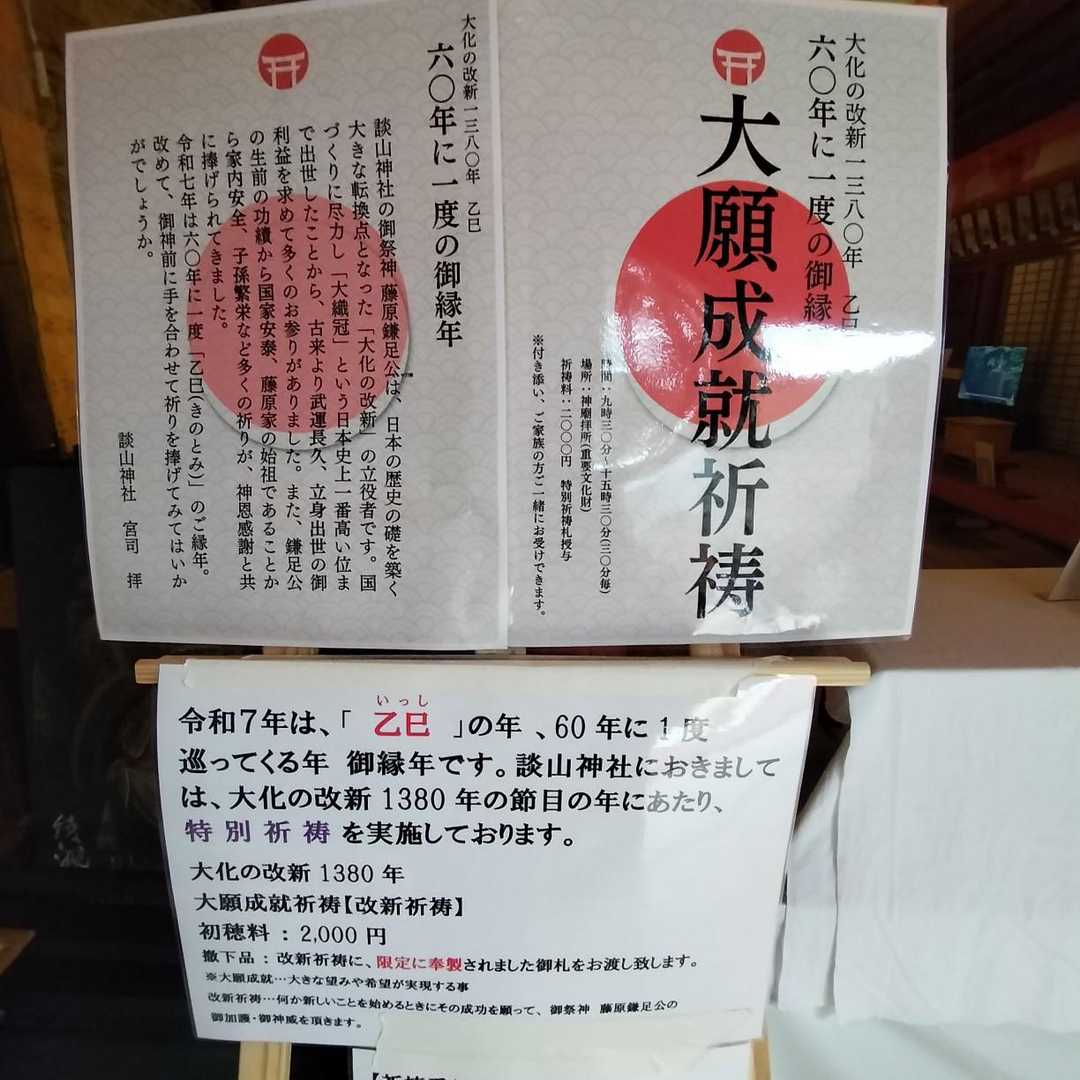 大化の改新一三八〇年 乙巳
六〇年に一度の御縁
大願成就祈祷
時間:九時三〇分〜十五時三〇分(三〇分毎)
場所:神廟拝所(重要文化財)
祈祷料:二〇〇〇円 特別祈祷札授与
※付き添い、ご家族の方ご一緒にお受けできます。
大化の改新一三八〇年 乙巳
六〇年に一度の御縁年
談山神社の御祭神 藤原鎌足公は、日本の歴史の礎を築く
大きな転換点となった「大化の改新」の立役者です。国
づくりに尽力し「大織冠」という日本史上一番高い位ま
で出世したことから、古来より武運長久、立身出世の御
利益を求めて多くのお参りがありました。また、鎌足公
の生前の功績から国家安泰、藤原家の始祖であることか
ら家内安全、子孫繁栄など多くの祈りが、神恩感謝と共
に捧げられてきました。
令和七年は六〇年に一度「乙巳(きのとみ)」のご縁年。
改めて、御神前に手を合わせて祈りを捧げてみてはいか
がでしょうか。
談山神社 宮司 拝
いっし
令和7年は、「 乙巳 」の年 、60 年に 1 度
巡ってくる年 御縁年です。談山神社におきまして
は、大化の改新 1380 年の節目の年にあたり、
特別祈祷 を実施しております。
大化の改新 1380 年
大願成就祈祷【改新祈祷】
初穂料 : 2,000 円
撤下品 : 改新祈祷に、限定に奉製されました御札をお渡し致します。
※大願成就…大きな望みや希望が実現する事
改新祈祷…何か新しいことを始めるときにその成功を願って、御祭神 藤原鎌足公の
御加護・御神威を頂きます。